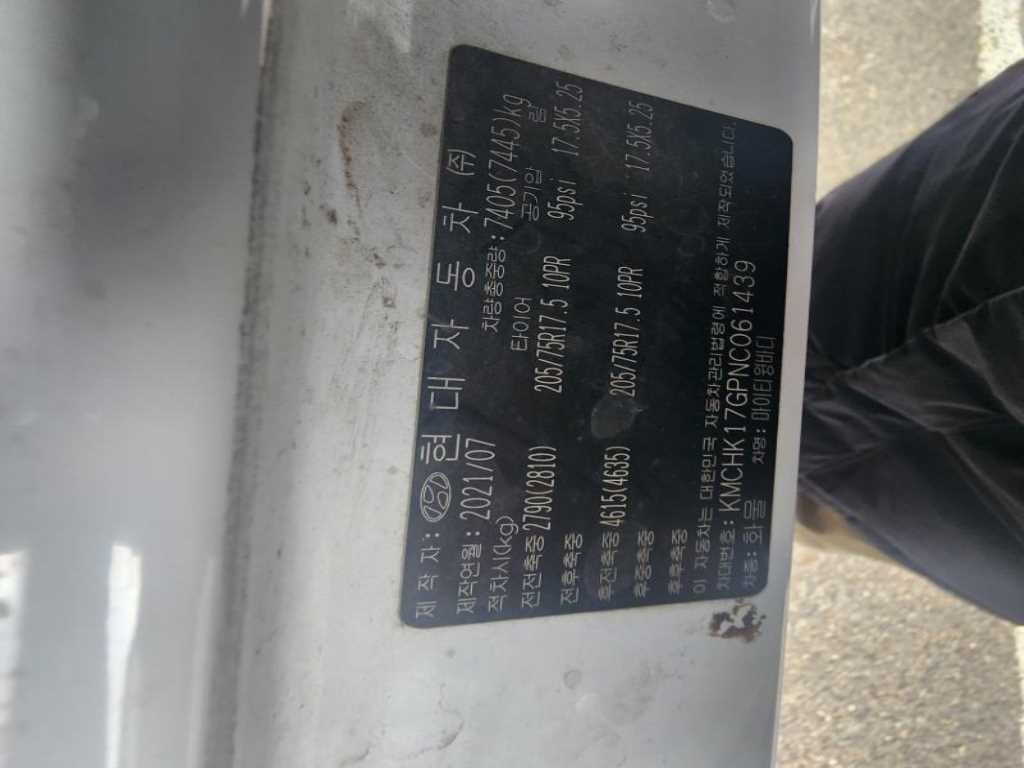 제 작 자 : 현 대 자 동 차 (주)
제작연월 : 2021/07 차량총중량 : 7405(7445)kg
적차시(kg) 타이어 공기압 림
전전축중 2790(2810) 205/75R17.5 10PR 95psi 17.5X5.25
전후축중
후전축중 4615(4635) 205/75R17.5 10PR 95psi 17.5X5.25
후중축중
후후축중
이 자동차는 대한민국 자동차관리법령에 적합하게 제작되었습니다.
차대번호 : KMCHK17GPNC061439
차종 : 화물 차명 : 마이티윙바디